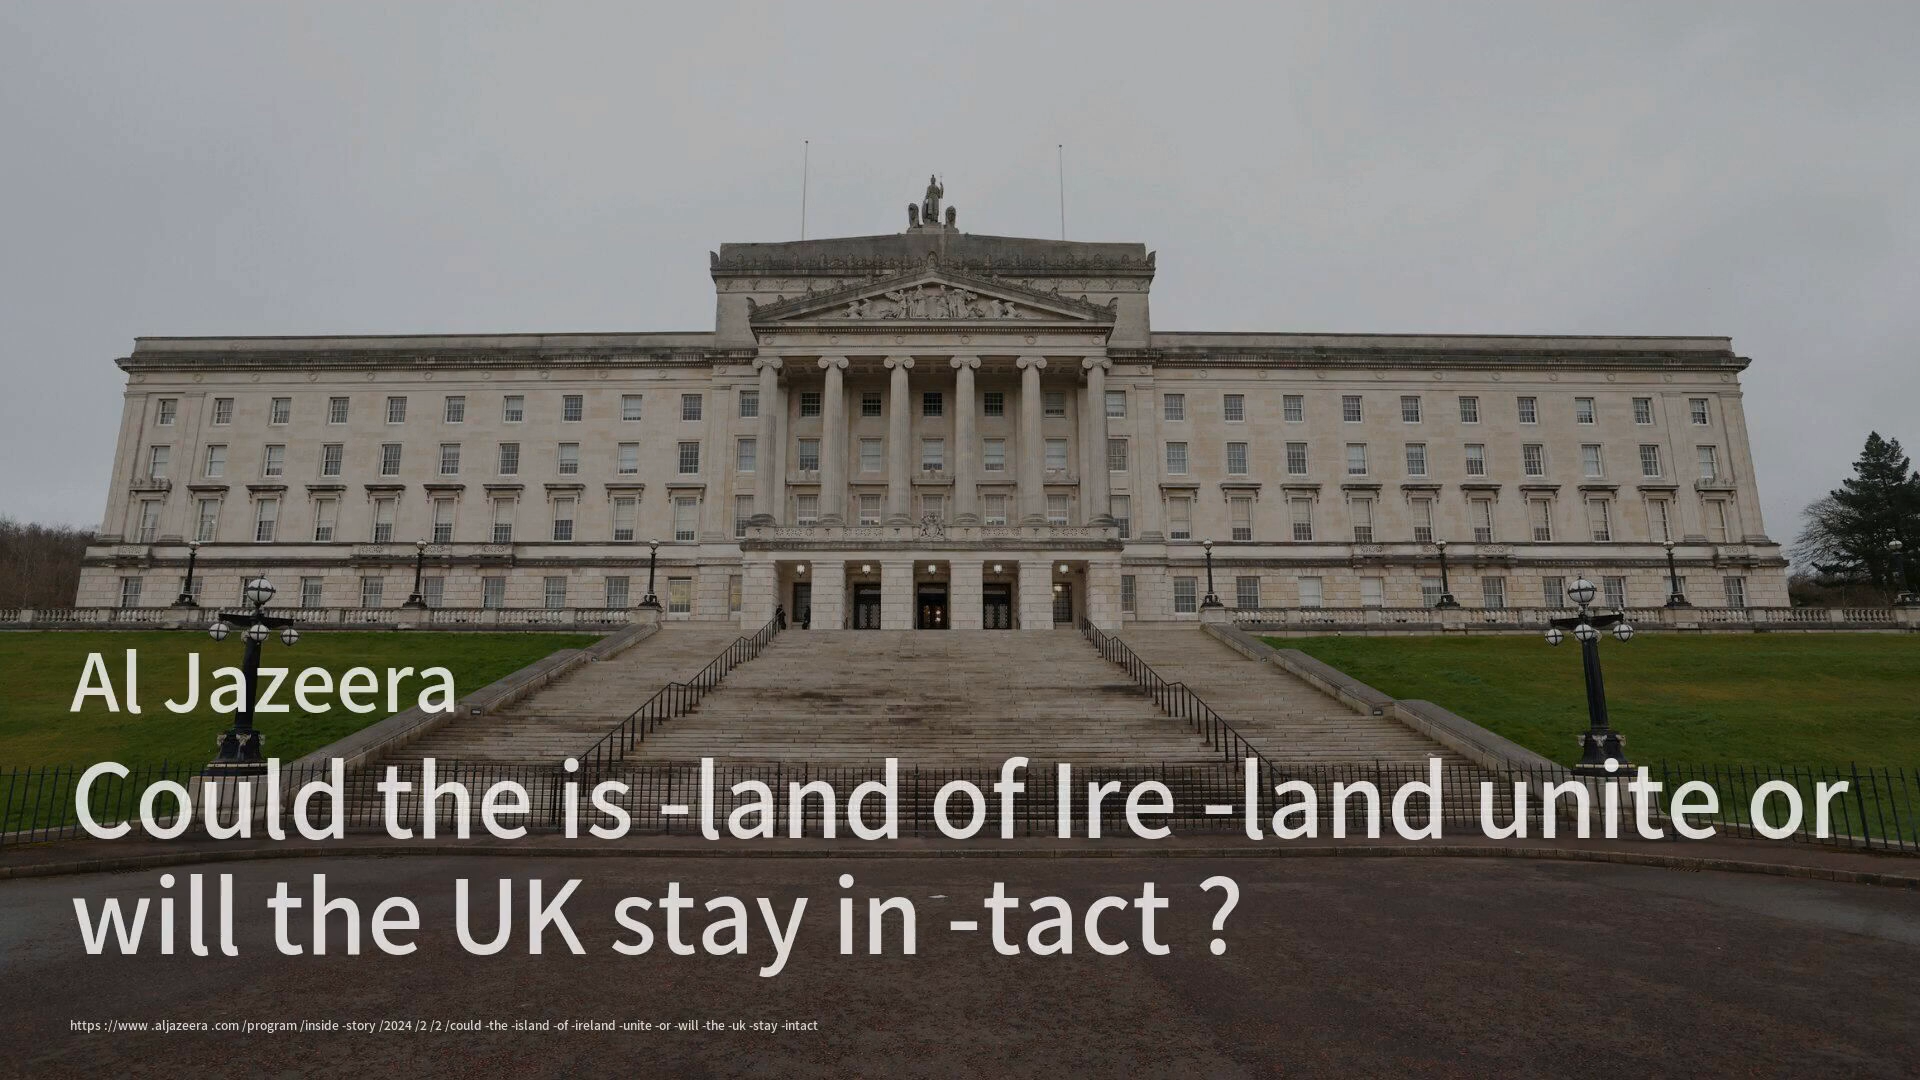 Al Jazeera
Could the is -land of Ire -land unite or
will the UK stay in -tact ?
https ://www .aljazeera .com /program /inside -story /2024 /2 /2 /could -the -island -of -ireland -unite -or -will -the -uk -stay -intact